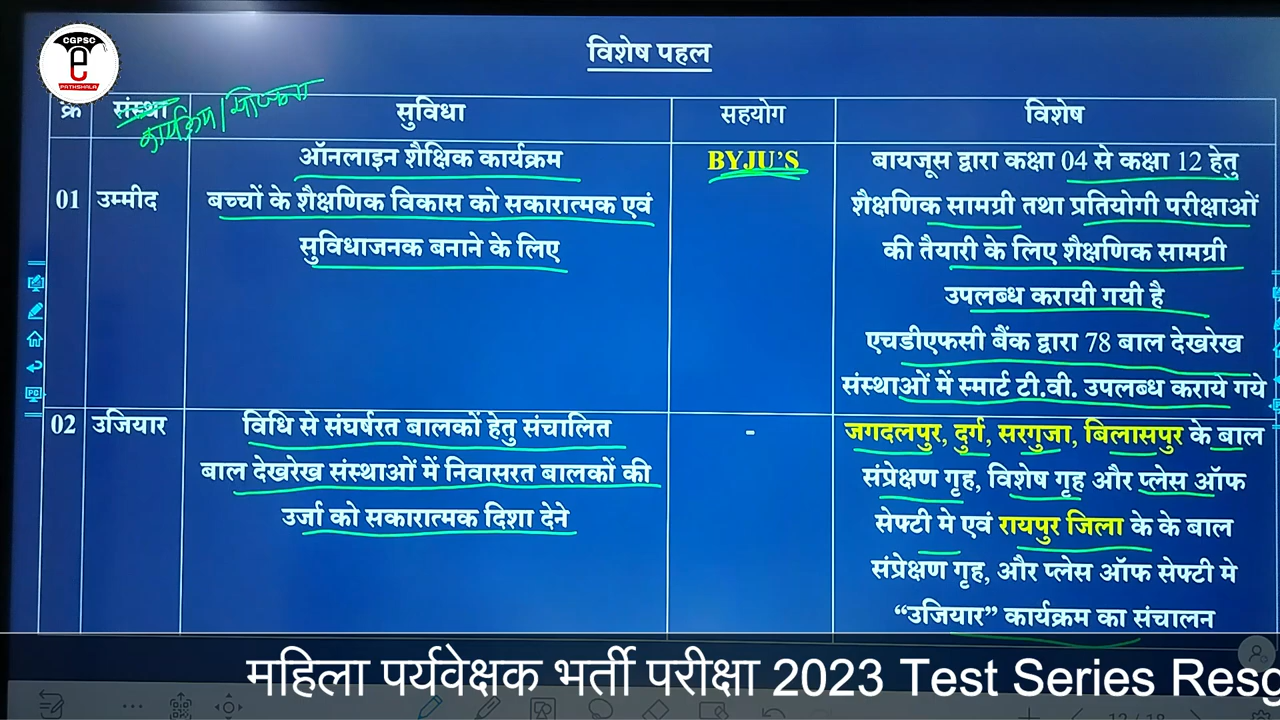 CGPSC
e
PATHSHALA
विशेष पहल
क्र संस्था सुविधा सहयोग विशेष
कार्यक्रम/
01 उम्मीद
ऑनलाइन शैक्षिक कार्यक्रम
बच्चों के शैक्षणिक विकास को सकारात्मक एवं
सुविधाजनक बनाने के लिए
BYJU’S
बायजूस द्वारा कक्षा 04 से कक्षा 12 हेतु
शैक्षणिक सामग्री तथा प्रतियोगी परीक्षाओं
की तैयारी के लिए शैक्षणिक सामग्री
उपलब्ध करायी गयी है
एचडीएफसी बैंक द्वारा 78 बाल देखरेख
संस्थाओं में स्मार्ट टी.वी. उपलब्ध कराये गये
02 उजियार
विधि से संघर्षरत बालकों हेतु संचालित
बाल देखरेख संस्थाओं में निवासरत बालकों की
उर्जा को सकारात्मक दिशा देने
-
जगदलपुर, दुर्ग, सरगुजा, बिलासपुर के बाल
संप्रेक्षण गृह, विशेष गृह और प्लेस ऑफ
सेफ्टी मे एवं रायपुर जिला के के बाल
संप्रेक्षण गृह, और प्लेस ऑफ सेफ्टी मे
“उजियार” कार्यक्रम का संचालन
महिला पर्यवेक्षक भर्ती परीक्षा 2023 Test Series Resg
12 / 18